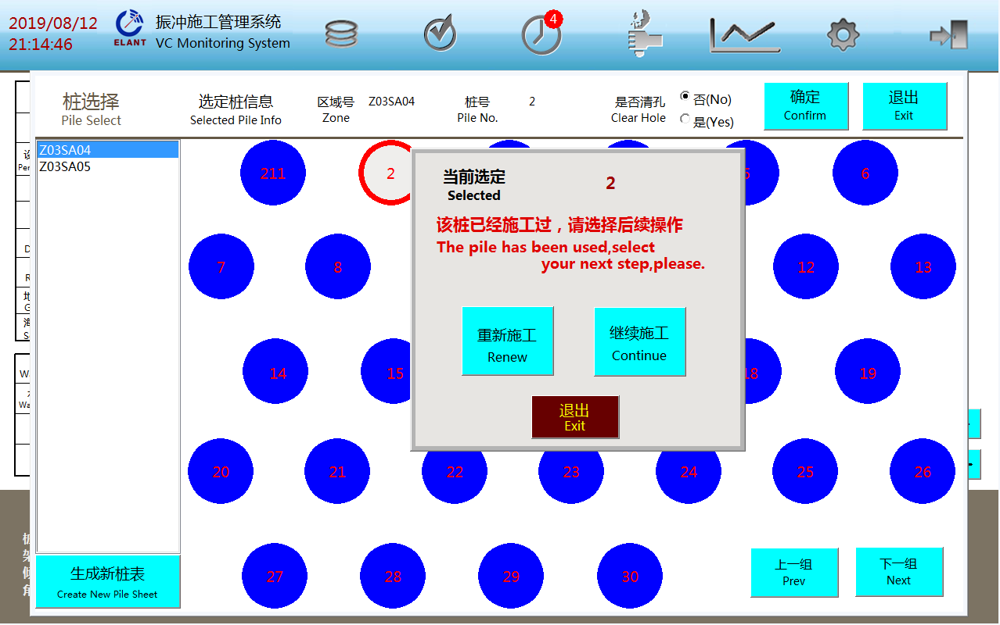 2019/08/12
21:14:46
ELANT
振冲施工管理系统
VC Monitoring System
4
桩选择
Pile Select
选定桩信息
Selected Pile Info
区域号
Zone
Z03SA04
桩号
Pile No.
2
是否清孔
Clear Hole
否(No)
是(Yes)
确定
Confirm
退出
Exit
Z03SA04
Z03SA05
生成新桩表
Create New Pile Sheet
211
2
6
7
8
12
13
14
15
18
19
20
21
22
23
24
25
26
27
28
29
30
当前选定
Selected
2
该桩已经施工过，请选择后续操作
The pile has been used,select
your next step,please.
重新施工
Renew
继续施工
Continue
退出
Exit
上一组
Prev
下一组
Next